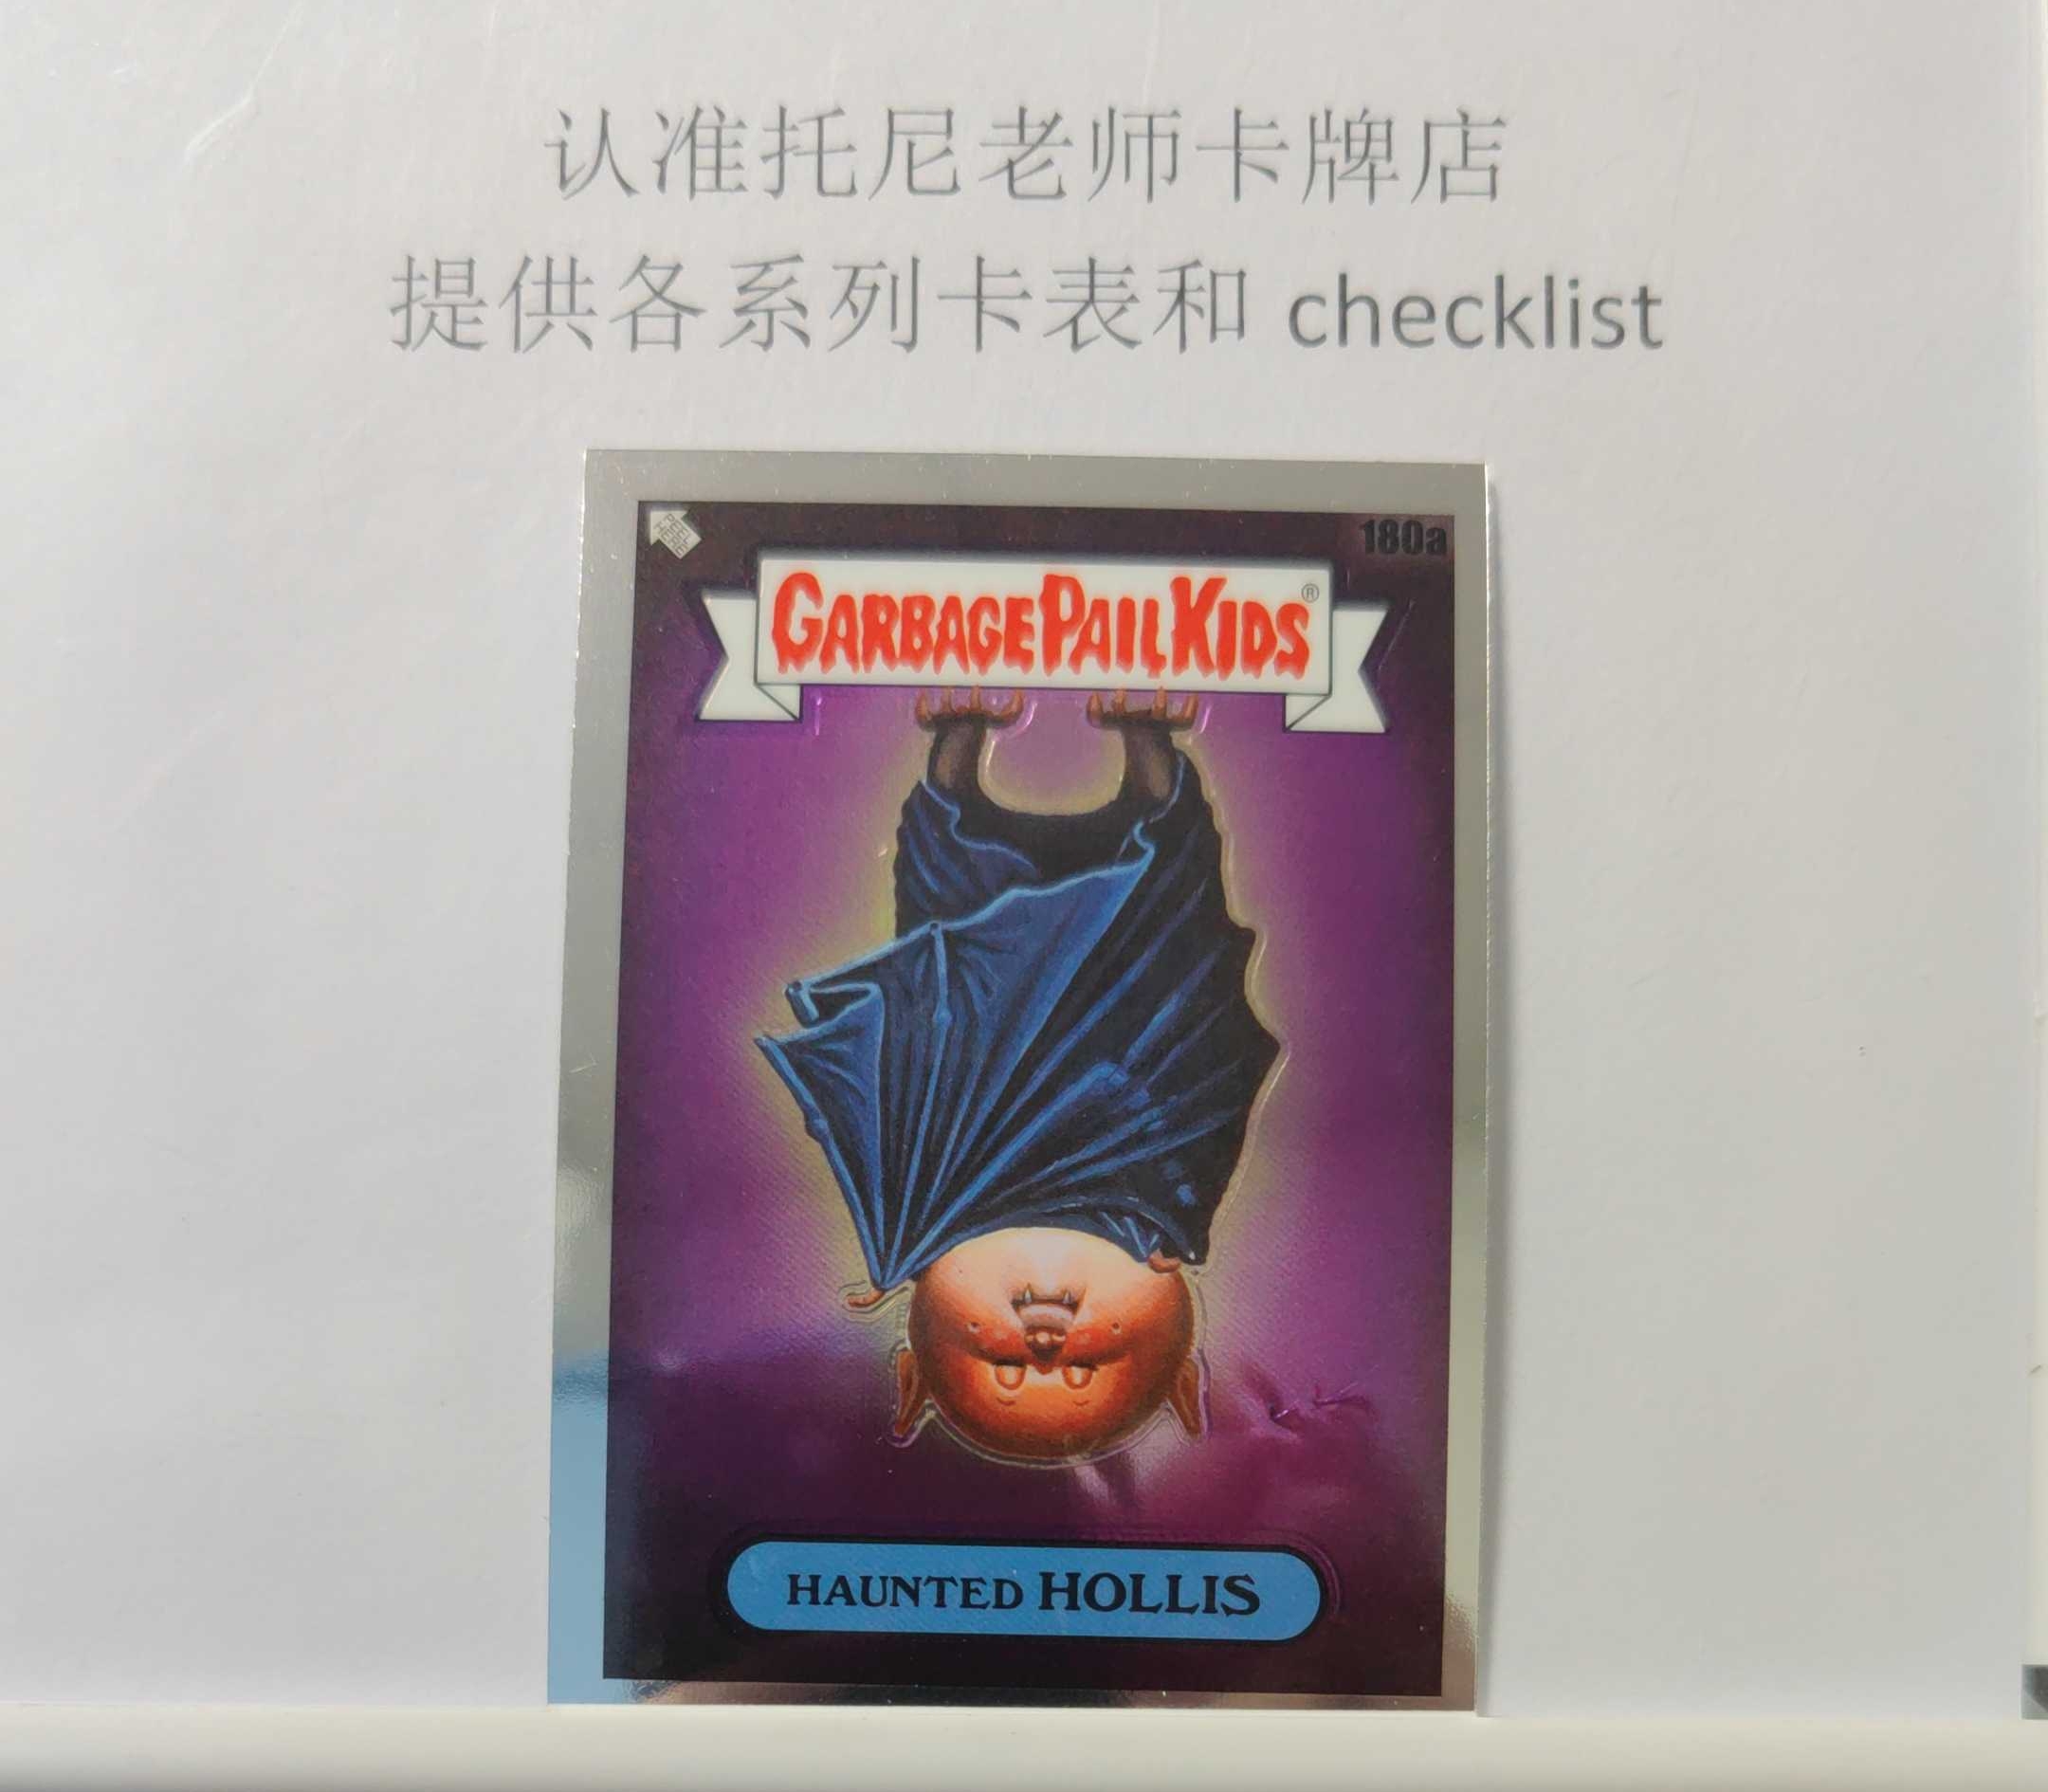 认准托尼老师卡牌店
提供各系列卡表和 checklist
180a
GARBAGE PAIL KIDS®
HAUNTED HOLLIS